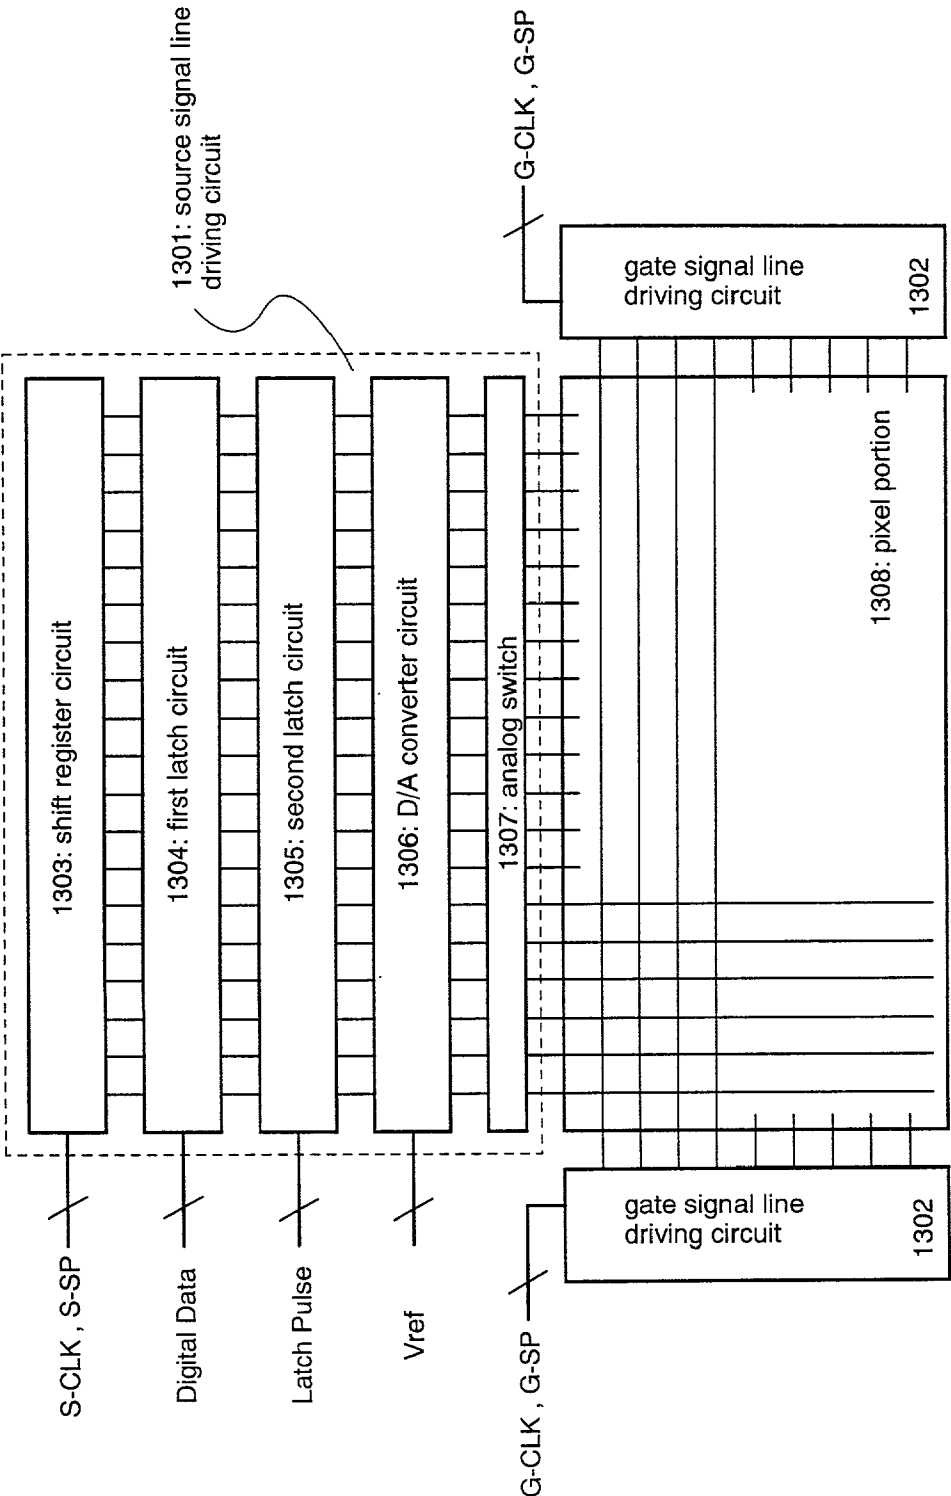 1301: source signal line
driving circuit
S-CLK , S-SP
1303: shift register circuit
Digital Data
1304: first latch circuit
Latch Pulse
1305: second latch circuit
Vref
1306: D/A converter circuit
1307: analog switch
G-CLK , G-SP
G-CLK , G-SP
gate signal line
driving circuit
1302
1308: pixel portion
gate signal line
driving circuit
1302